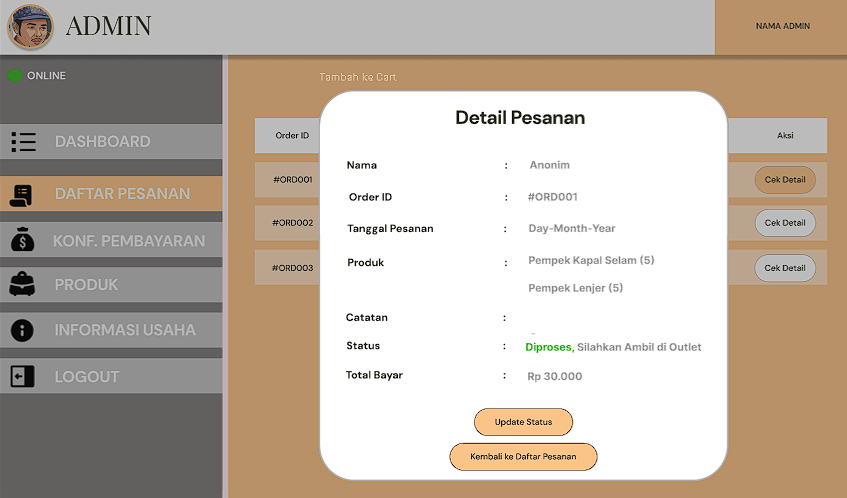 ADMIN
NAMA ADMIN
ONLINE
Tambah ke Cart
DASHBOARD
DAFTAR PESANAN
KONF. PEMBAYARAN
PRODUK
INFORMASI USAHA
LOGOUT
Order ID
Aksi
#ORD001
Cek Detail
#ORD002
Cek Detail
#ORD003
Cek Detail
Detail Pesanan
Nama : Anonim
Order ID : #ORD001
Tanggal Pesanan : Day-Month-Year
Produk : Pempek Kapal Selam (5)
Pempek Lenjer (5)
Catatan :
Status : Diproses, Silahkan Ambil di Outlet
Total Bayar : Rp 30.000
Update Status
Kembali ke Daftar Pesanan